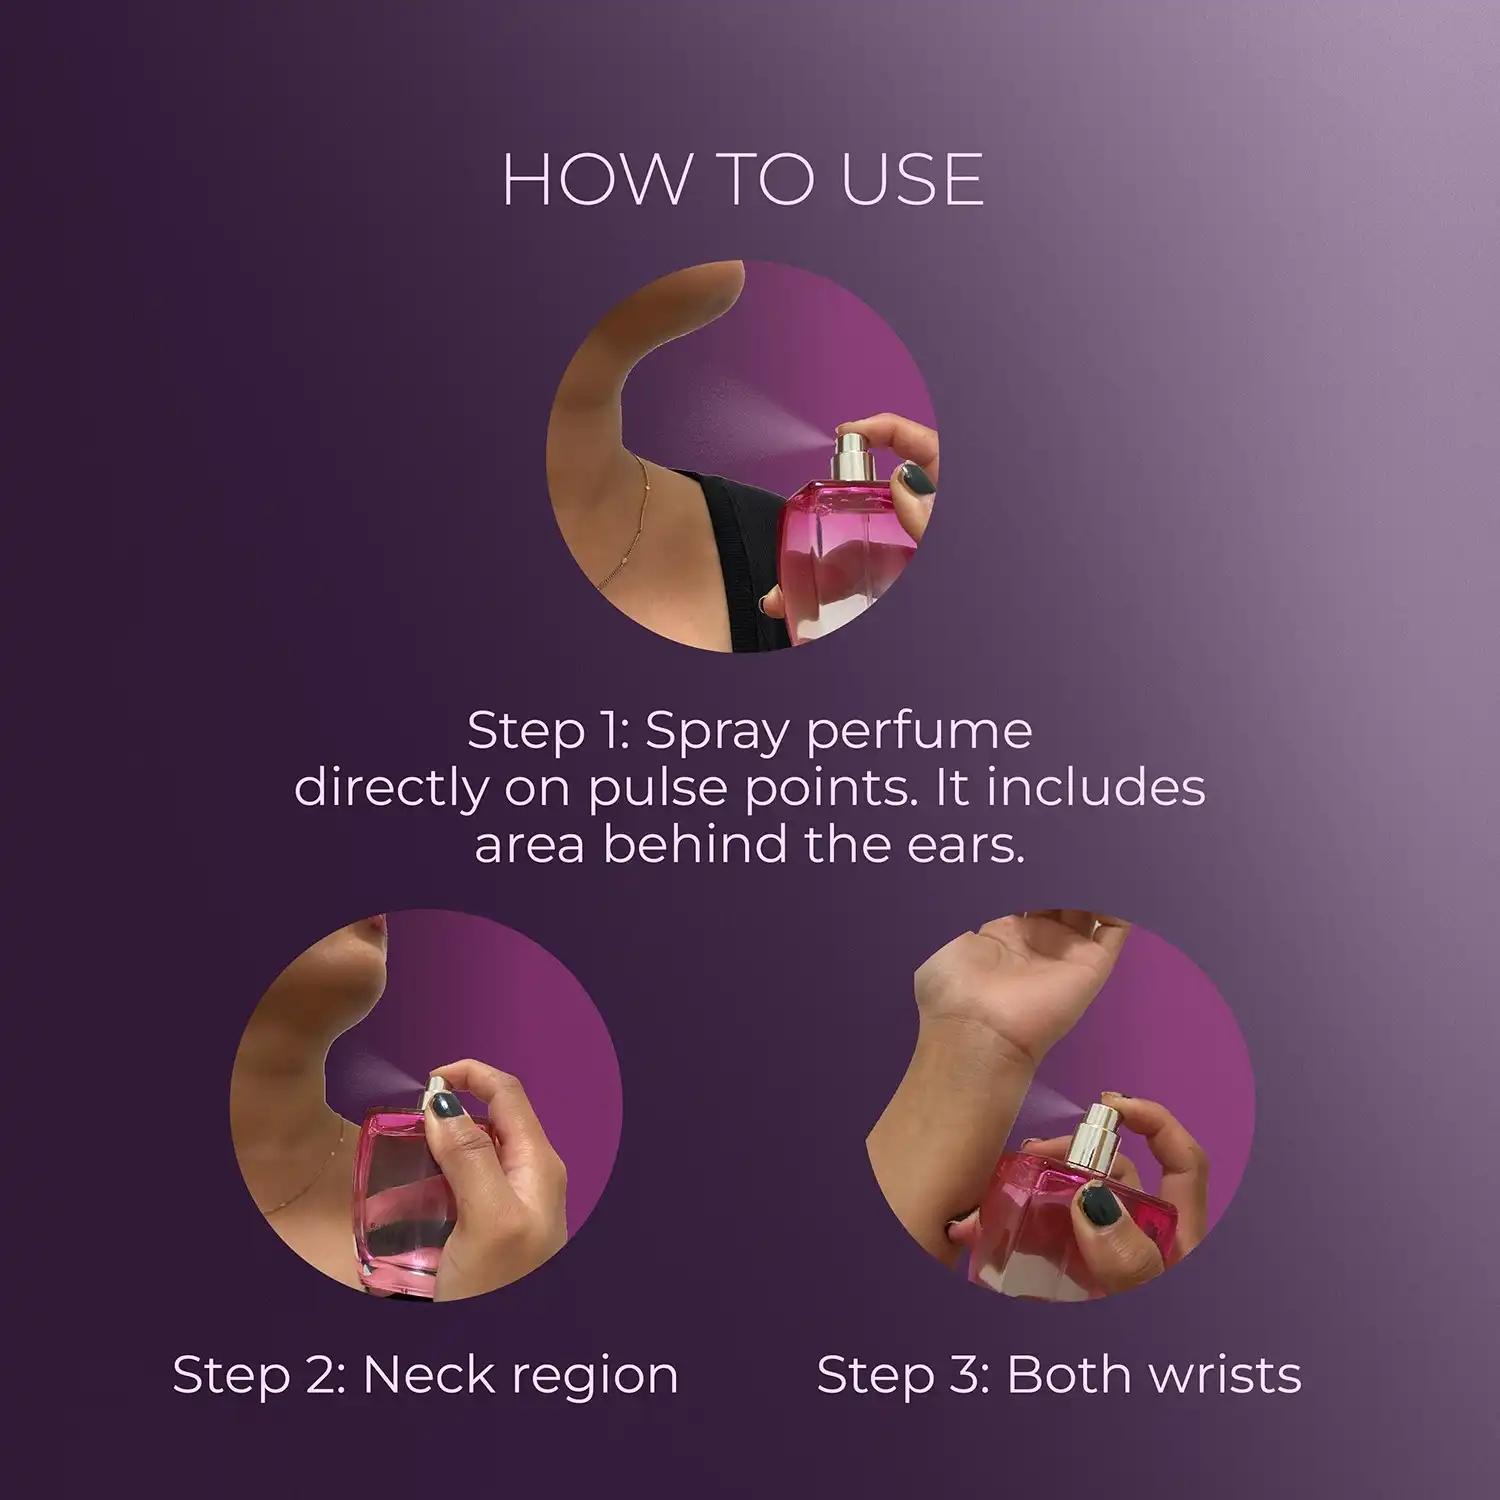 HOW TO USE
Step 1: Spray perfume
directly on pulse points. It includes
area behind the ears.
Step 2: Neck region
Step 3: Both wrists